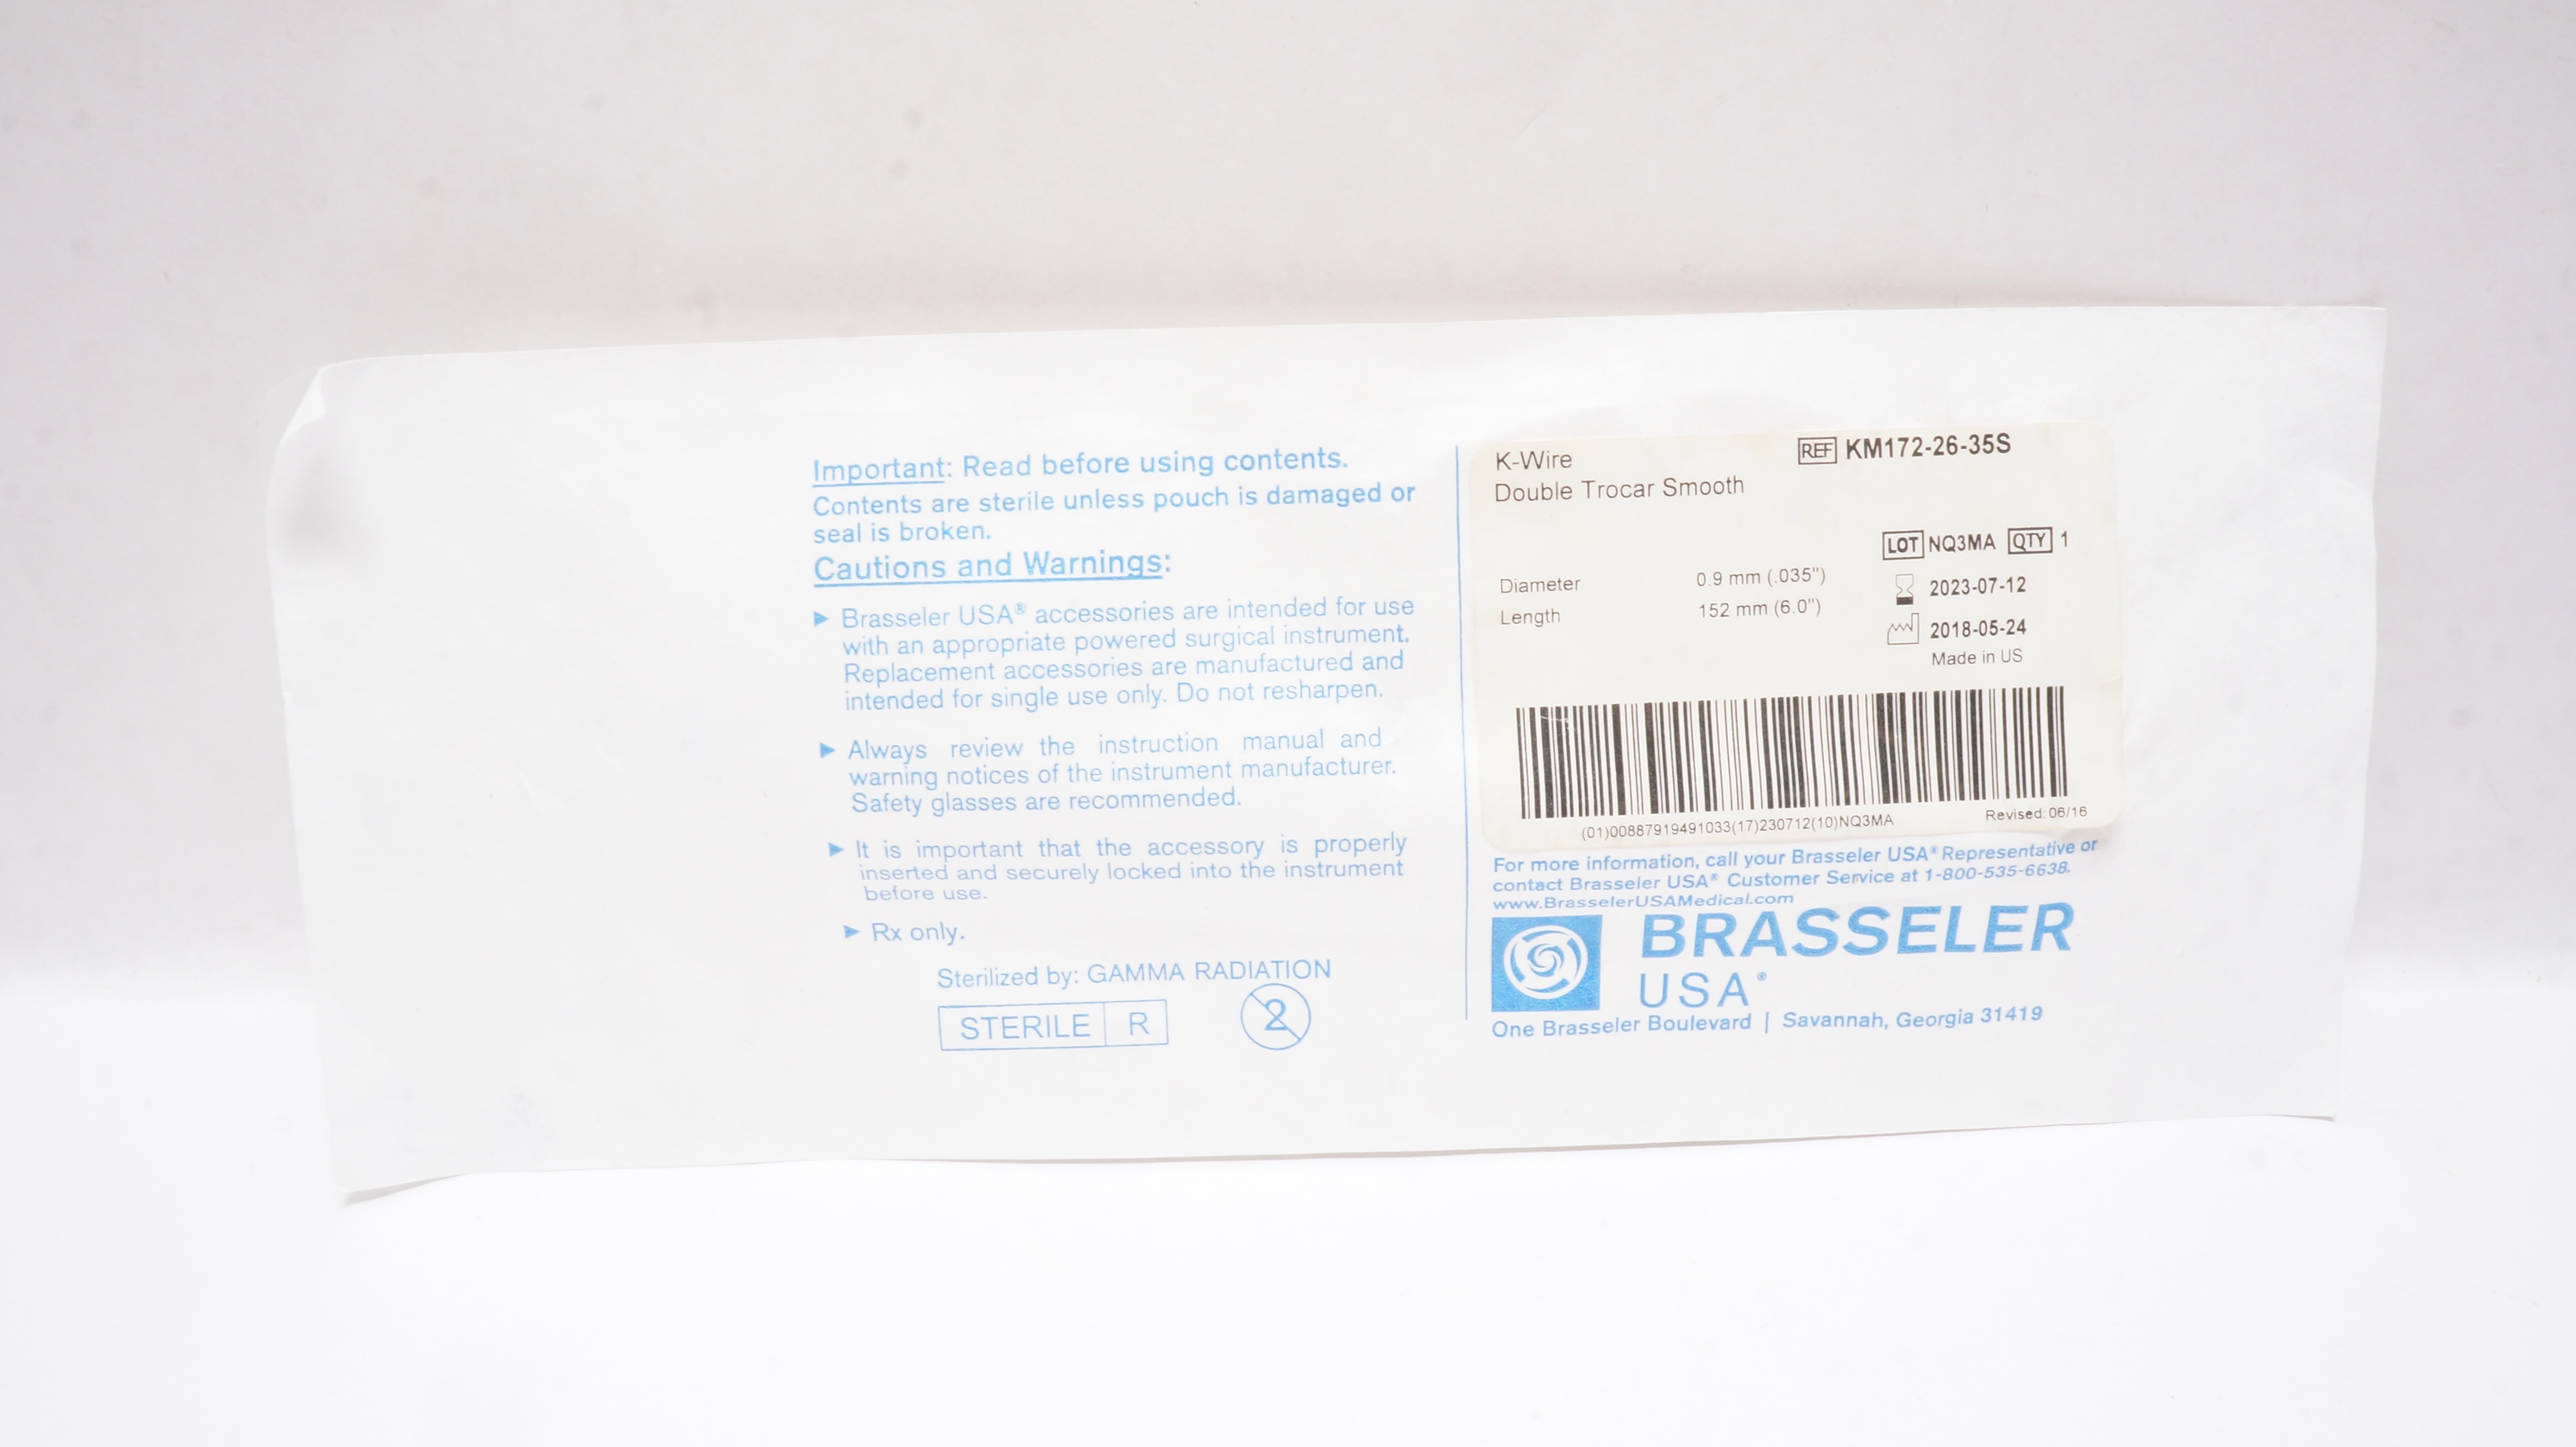 Important: Read before using contents.
Contents are sterile unless pouch is damaged or
seal is broken.
Cautions and Warnings:
► Brasseler USA® accessories are intended for use
with an appropriate powered surgical instrument.
Replacement accessories are manufactured and
intended for single use only. Do not resharpen.
► Always review the instruction manual and
warning notices of the instrument manufacturer.
Safety glasses are recommended.
► It is important that the accessory is properly
inserted and securely locked into the instrument
before use.
► Rx only.
Sterilized by: GAMMA RADIATION
STERILE R
2
K-Wire
Double Trocar Smooth
REF KM172-26-35S
LOT NQ3MA QTY 1
Diameter 0.9 mm (.035")
Length 152 mm (6.0")
2023-07-12
2018-05-24
Made in US
(01)00887919491033(17)230712(10)NQ3MA
Revised: 06/16
For more information, call your Brasseler USA® Representative or
contact Brasseler USA® Customer Service at 1-800-535-6638.
www.BrasselerUSAMedical.com
BRASSELER
USA®
One Brasseler Boulevard | Savannah, Georgia 31419